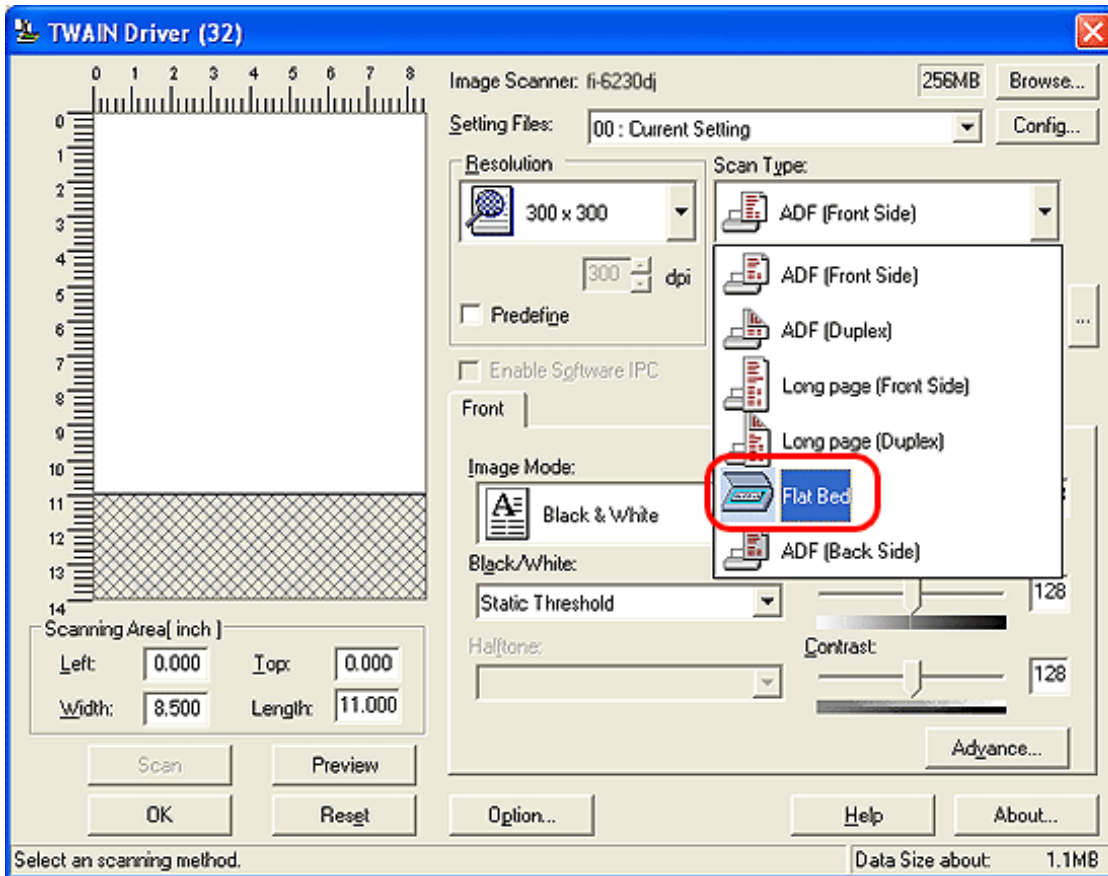 TWAIN Driver (32)
0 1 2 3 4 5 6 7 8
0
1
2
3
4
5
6
7
8
9
10
11
12
13
14
Image Scanner: fi-6230dj 256MB Browse...
Setting Files: 00 : Current Setting Config...
Resolution
300 x 300
300 dpi
Predefine
Scan Type:
ADF (Front Side)
ADF (Front Side)
ADF (Duplex)
Long page (Front Side)
Long page (Duplex)
Flat Bed
ADF (Back Side)
...
Enable Software IPC
Front
Image Mode:
Black & White
Black/White:
Static Threshold
128
Halftone:
Contrast:
128
Advance...
Scanning Area[ inch ]
Left: 0.000 Top: 0.000
Width: 8.500 Length: 11.000
Scan Preview
OK Reset Option... Help About...
Select an scanning method. Data Size about: 1.1MB